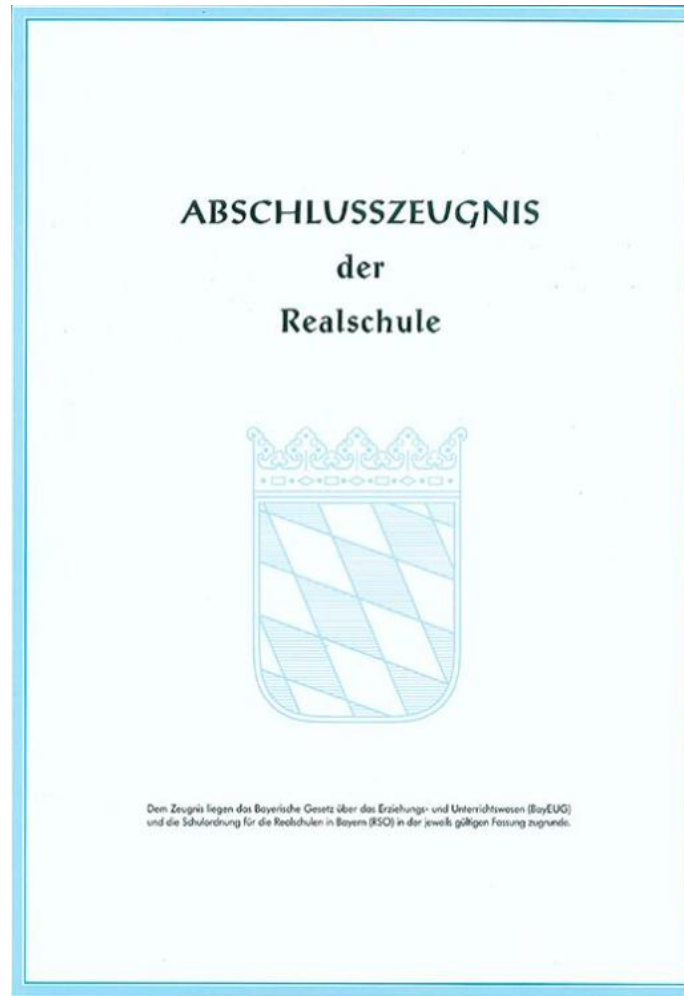 ABSCHLUSSZEUGNIS
der
Realschule
Dem Zeugnis liegen das Bayerische Gesetz über das Erziehungs- und Unterrichtswesen (BayEUG)
und die Schulordnung für die Realschulen in Bayern (RSO) in der jeweils gültigen Fassung zugrunde.